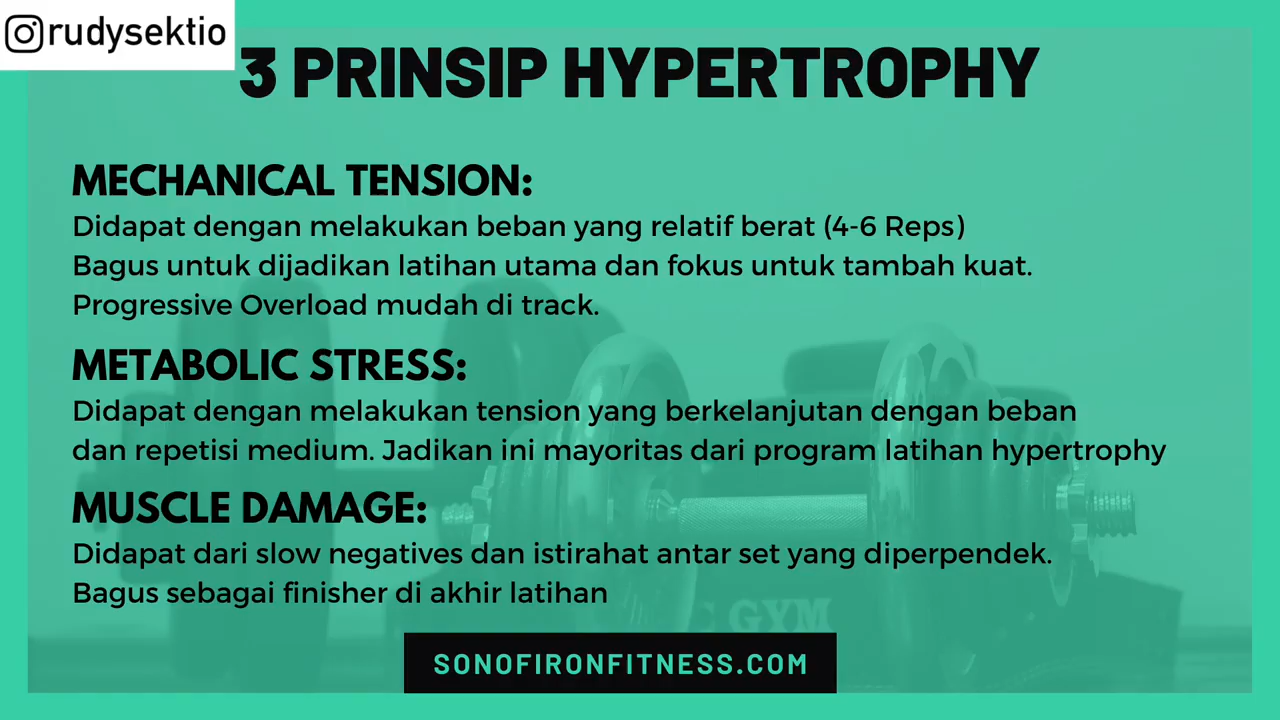 rudysektio
3 PRINSIP HYPERTROPHY
MECHANICAL TENSION:
Didapat dengan melakukan beban yang relatif berat (4-6 Reps)
Bagus untuk dijadikan latihan utama dan fokus untuk tambah kuat.
Progressive Overload mudah di track.
METABOLIC STRESS:
Didapat dengan melakukan tension yang berkelanjutan dengan beban
dan repetisi medium. Jadikan ini mayoritas dari program latihan hypertrophy
MUSCLE DAMAGE:
Didapat dari slow negatives dan istirahat antar set yang diperpendek.
Bagus sebagai finisher di akhir latihan
GYM
SONOFIRONFITNESS.COM